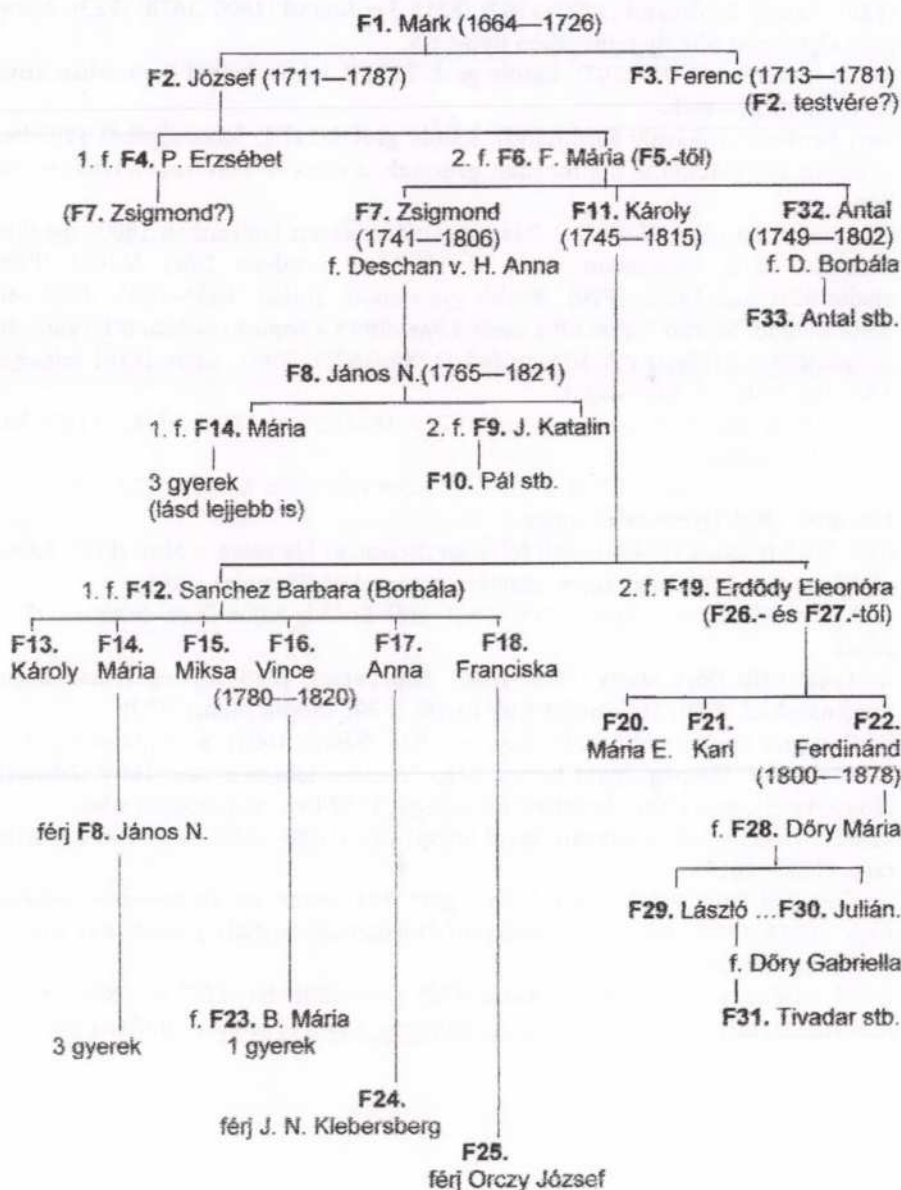 F1. Márk (1664—1726)
F2. József (1711—1787) F3. Ferenc (1713—1781)
(F2. testvére?)
1. f. F4. P. Erzsébet 2. f. F6. F. Mária (F5.-től)
(F7. Zsigmond?) F7. Zsigmond F11. Károly F32. Antal
(1741—1806) (1745—1815) (1749—1802)
f. Deschan v. H. Anna f. D. Borbála
F33. Antal stb.
F8. János N.(1765—1821)
1. f. F14. Mária 2. f. F9. J. Katalin
3 gyerek F10. Pál stb.
(lásd lejjebb is)
1. f. F12. Sanchez Barbara (Borbála) 2. f. F19. Erdődy Eleonóra
(F26.- és F27.-től)
F13. F14. F15. F16. F17. F18.
Károly Mária Miksa Vince Anna Franciska
(1780—1820)
F20. F21. F22.
Mária E. Karl Ferdinánd
(1800—1878)
férj F8. János N. f. F28. Dőry Mária
F29. László ...F30. Julián.
f. Dőry Gabriella
f. F23. B. Mária F31. Tivadar stb.
3 gyerek 1 gyerek
F24.
férj J. N. Klebersberg
F25.
férj Orczy József